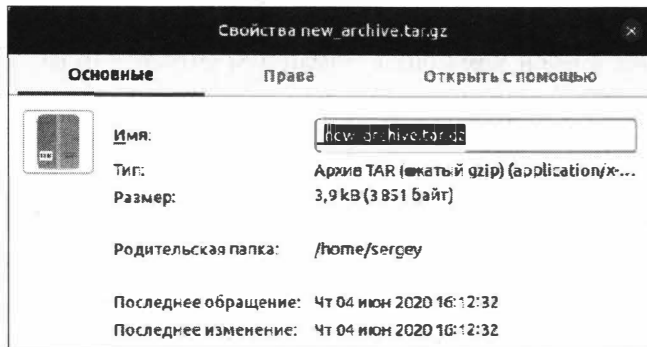 Свойства new_archive.tar.gz
Основные Права Открыть с помощью
Имя: new_archive.tar.gz
Тип: Архив TAR (сжатый gzip) (application/x-...
Размер: 3,9 kB (3 851 байт)
Родительская папка: /home/sergey
Последнее обращение: Чт 04 июн 2020 16:12:32
Последнее изменение: Чт 04 июн 2020 16:12:32